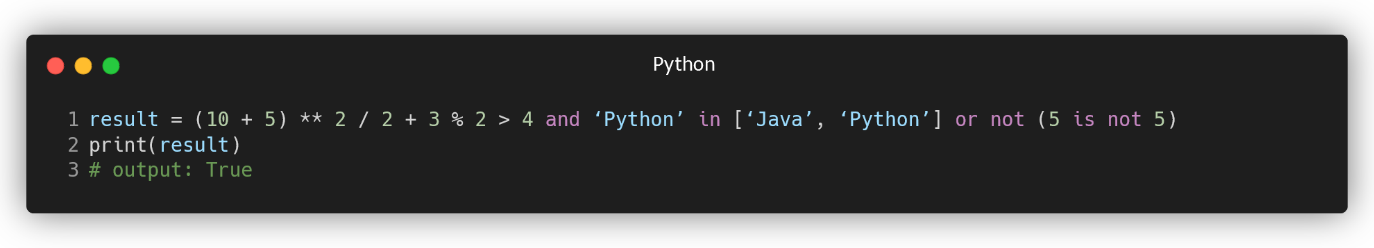 Python
1 result = (10 + 5) ** 2 / 2 + 3 % 2 > 4 and ‘Python’ in [‘Java’, ‘Python’] or not (5 is not 5)
2 print(result)
3 # output: True